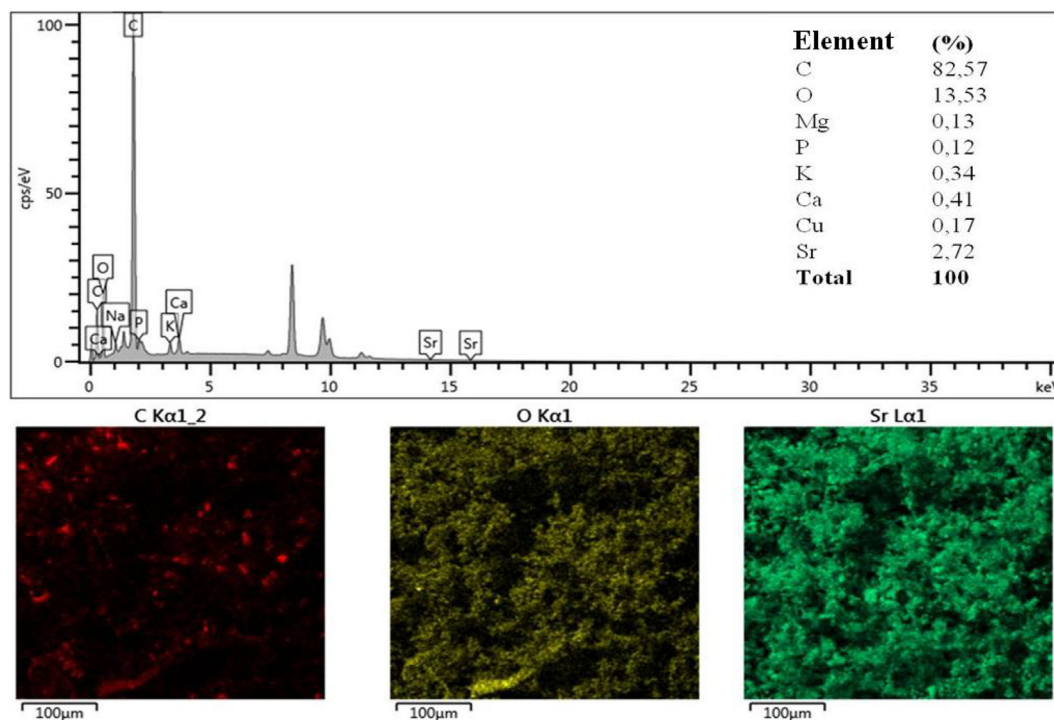 100
50
0
cps/eV
C
O
C
Ca
Na
P
K
Ca
Sr
Sr
0 5 10 15 20 25 30 35 keV
Element (%)
C 82,57
O 13,53
Mg 0,13
P 0,12
K 0,34
Ca 0,41
Cu 0,17
Sr 2,72
Total 100
C Kα1_2
O Kα1
Sr Lα1
100μm
100μm
100μm